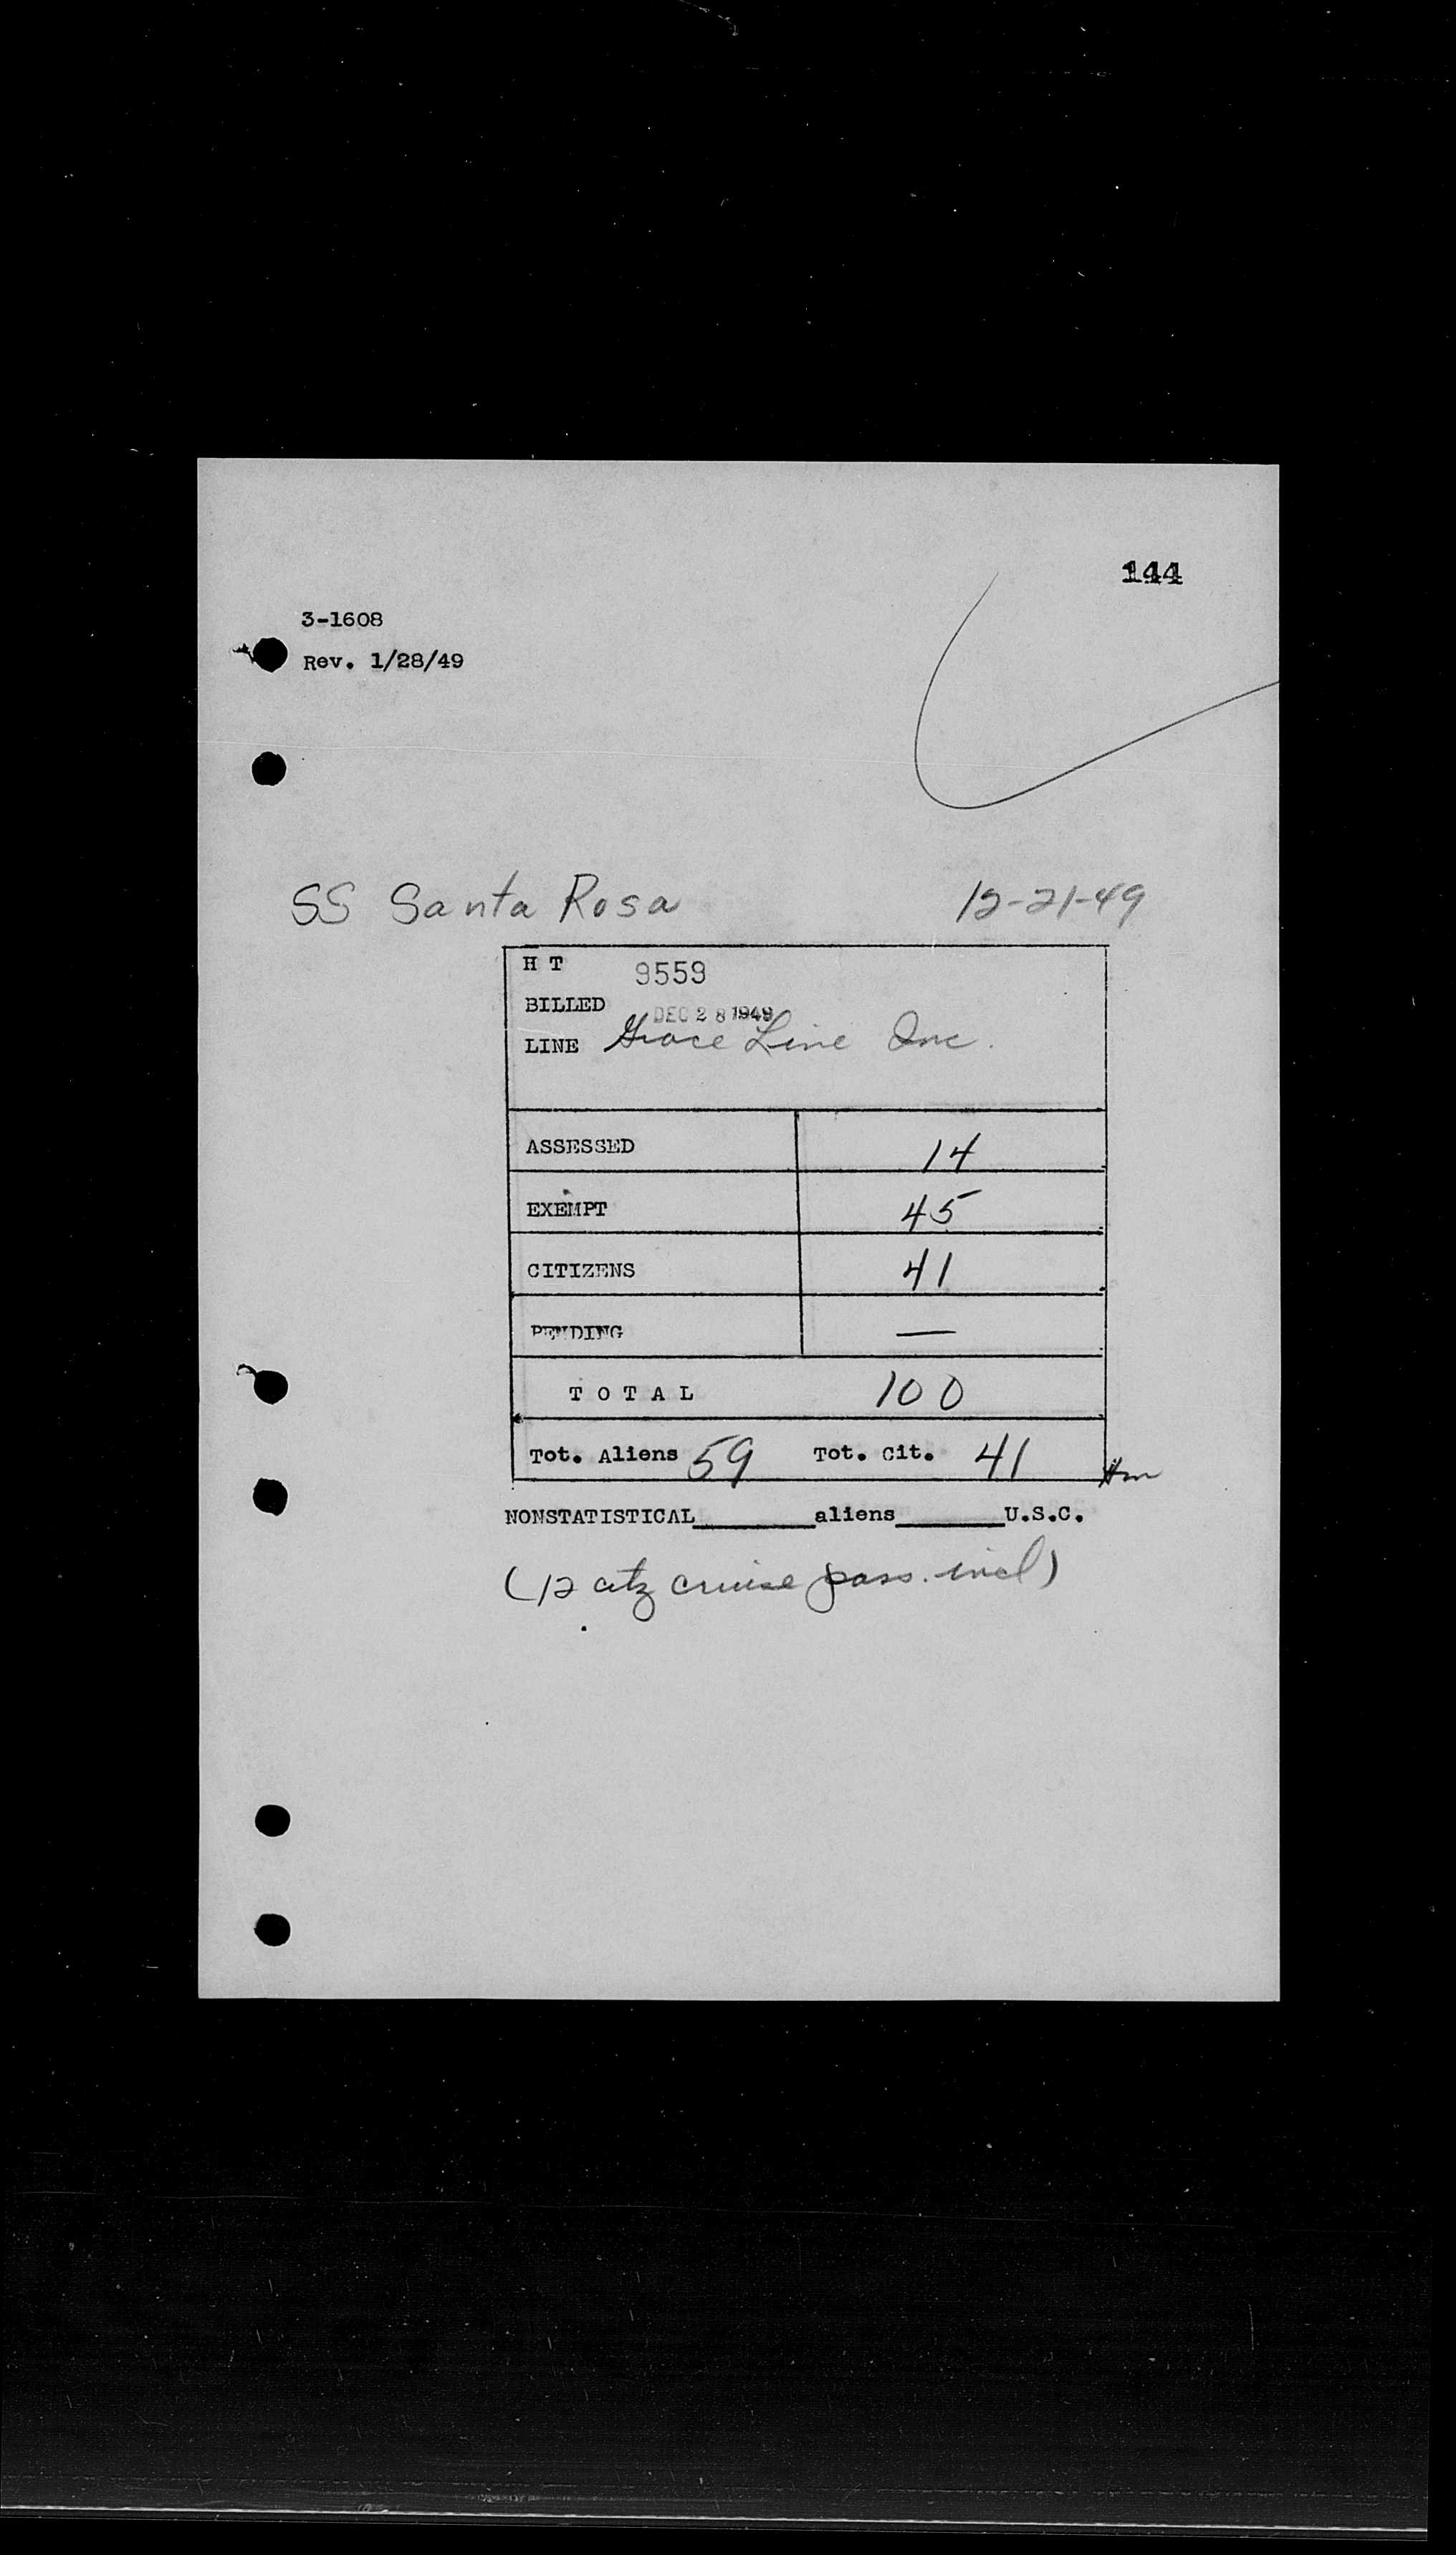 144
3-1608
Rev. 1/28/49
SS Santa Rosa 12-21-49
H T 9559
BILLED DEC 28 1949
LINE Grace Line Inc.
ASSESSED 14
EXEMPT 45
CITIZENS 41
PENDING —
TOTAL 100
Tot. Aliens 59 Tot. Cit. 41
NONSTATISTICAL________aliens_______U.S.C.
(12 citz cruise pass. incl)